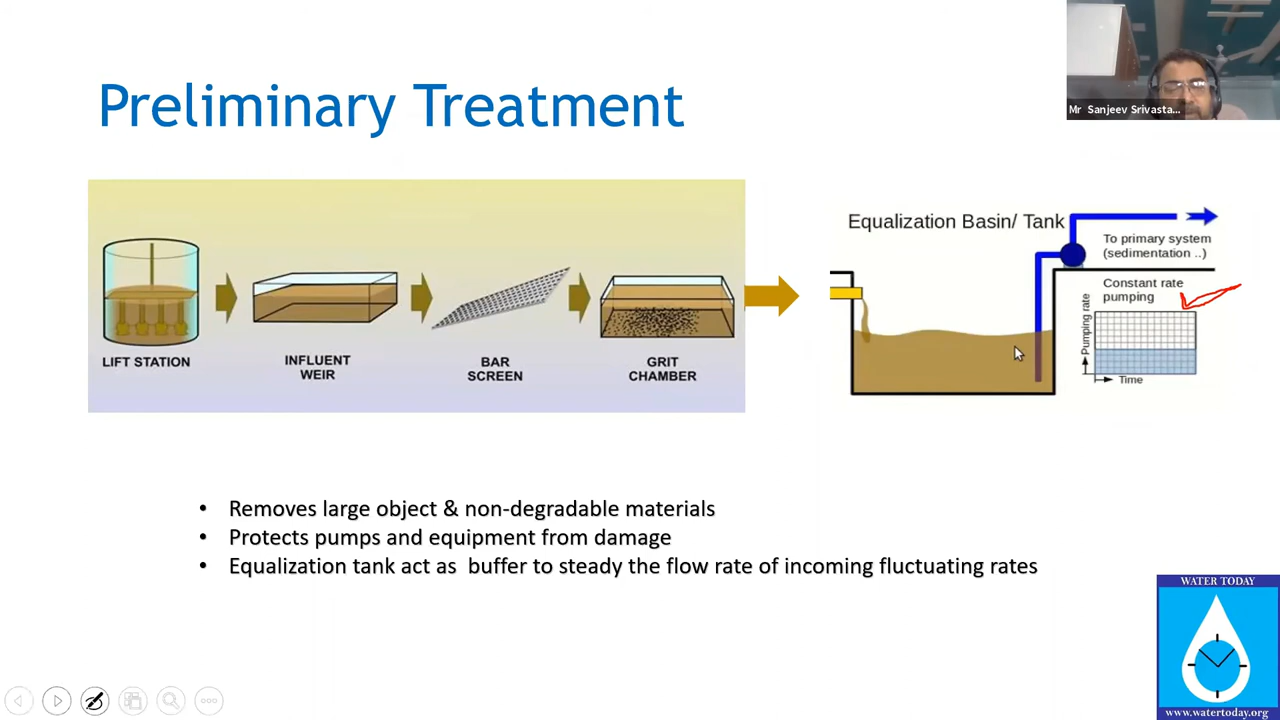 Preliminary Treatment
Mr Sanjeev Srivasta...
LIFT STATION
INFLUENT
WEIR
BAR
SCREEN
GRIT
CHAMBER
Equalization Basin/ Tank
To primary system
(sedimentation ..)
Constant rate
pumping
Pumping rate
Time
• Removes large object & non-degradable materials
• Protects pumps and equipment from damage
• Equalization tank act as buffer to steady the flow rate of incoming fluctuating rates
WATER TODAY
www.watertoday.org